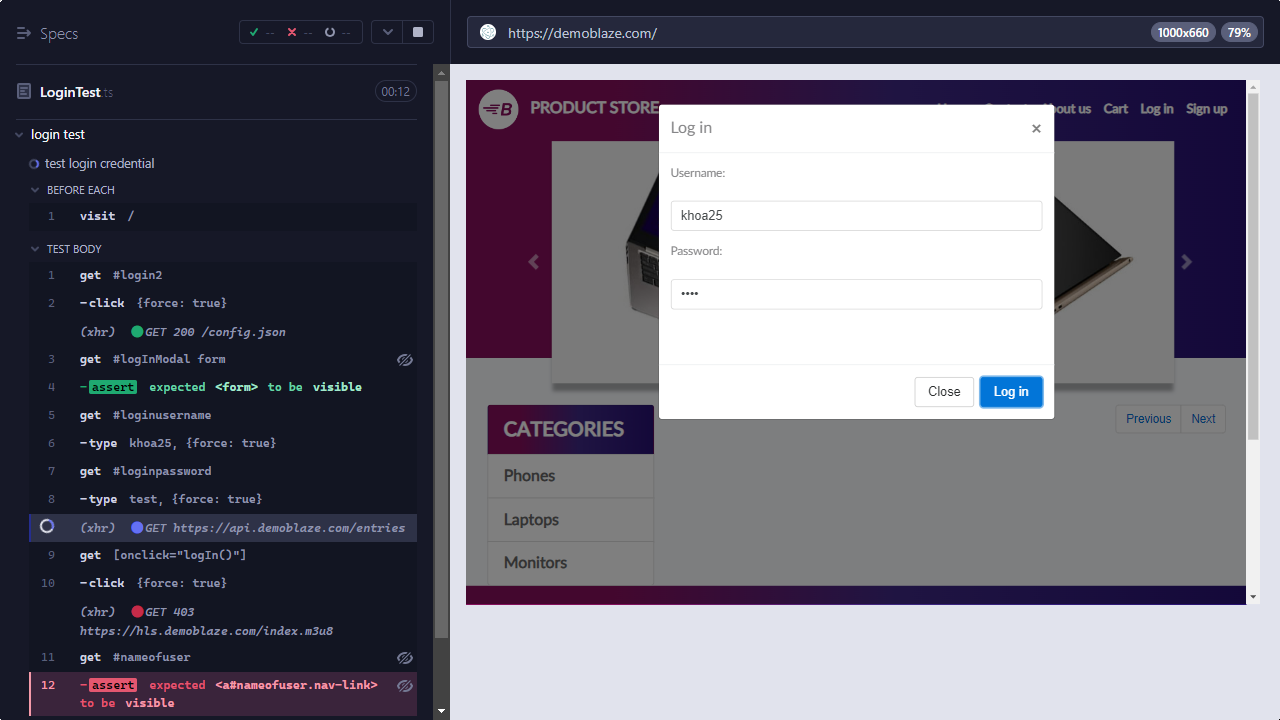 Specs
-- -- --
https://demoblaze.com/
1000x660
79%
LoginTest.ts
00:12
login test
test login credential
BEFORE EACH
1 visit /
TEST BODY
1 get #login2
2 -click {force: true}
(xhr) GET 200 /config.json
3 get #logInModal form
4 -assert expected <form> to be visible
5 get #loginusername
6 -type khoa25, {force: true}
7 get #loginpassword
8 -type test, {force: true}
(xhr) GET https://api.demoblaze.com/entries
9 get [onclick="logIn()"]
10 -click {force: true}
(xhr) GET 403
https://hls.demoblaze.com/index.m3u8
11 get #nameofuser
12 -assert expected <a#nameofuser.nav-link>
to be visible
B PRODUCT STORE
out us Cart Log in Sign up
Log in ×
Username:
khoa25
Password:
••••
Close Log in
CATEGORIES
Phones
Laptops
Monitors
Previous Next